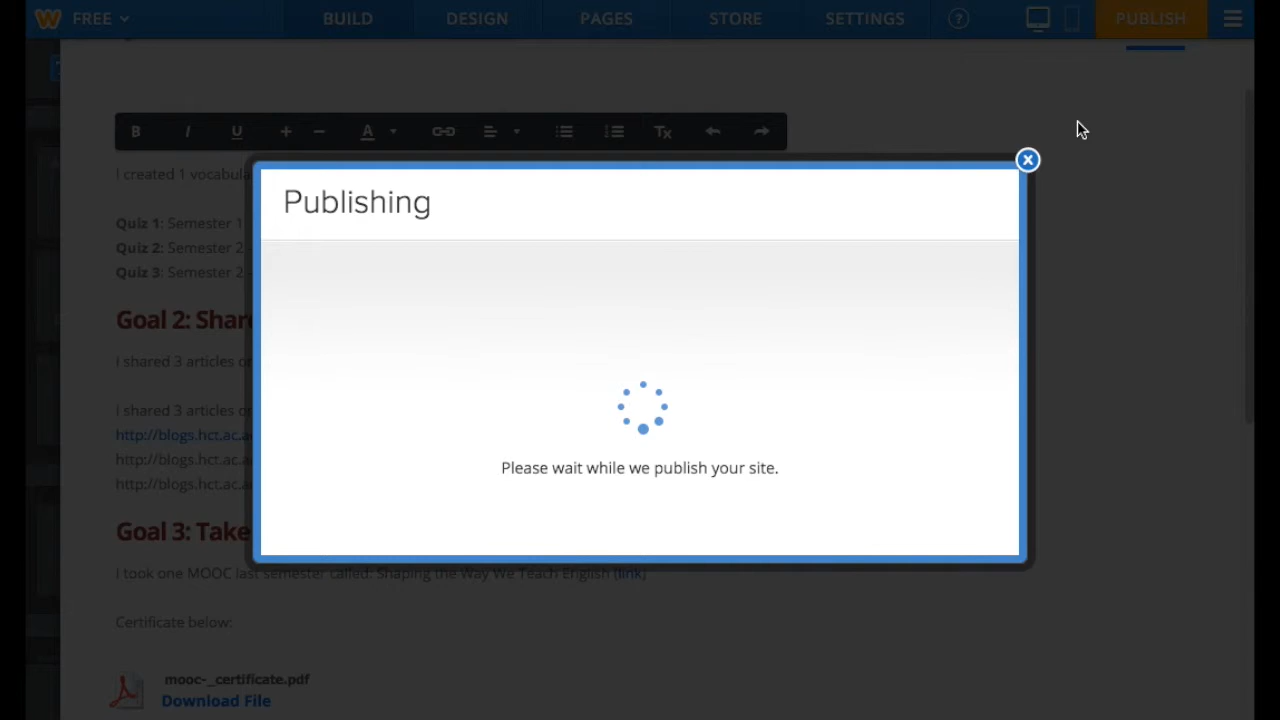 FREE BUILD DESIGN PAGES STORE SETTINGS ? PUBLISH
B I U + − A Tx
I created 1 vocabula
Publishing
Quiz 1: Semester 1
Quiz 2: Semester 2
Quiz 3: Semester 2
Goal 2: Share
I shared 3 articles
I shared 3 articles
http://blogs.hct.ac.a
Please wait while we publish your site.
http://blogs.hct.ac.a
http://blogs.hct.ac.a
Goal 3: Take
I took one MOOC last semester called: Shaping the Way We Teach English (link)
Certificate below:
mooc-_certificate.pdf
Download File